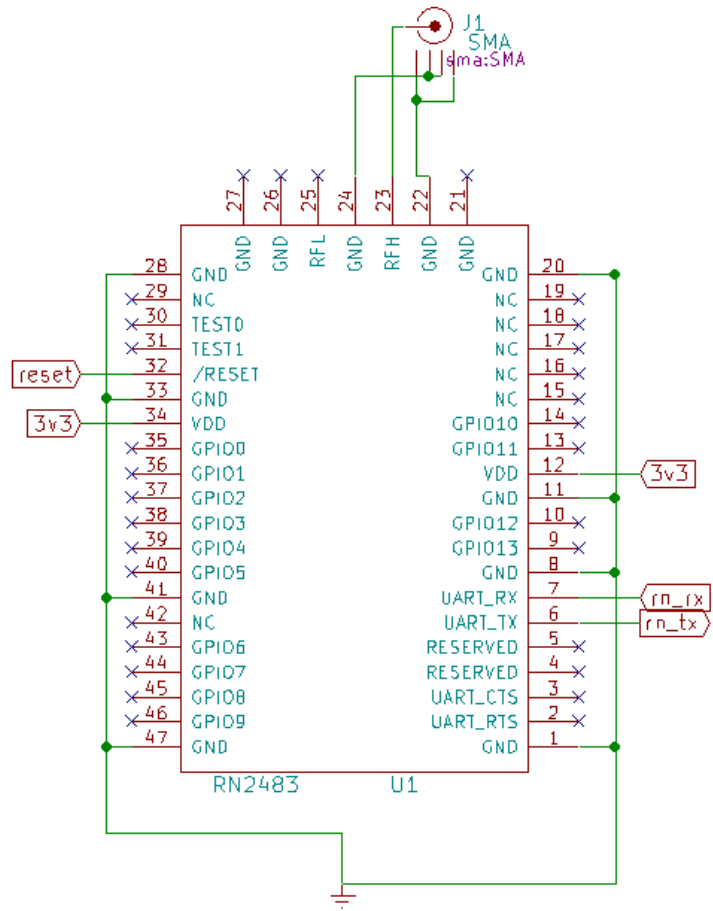 J1
SMA
sma:SMA
27 26 25 24 23 22 21
GND GND RFL GND RFH GND GND
28 GND GND 20
29 NC NC 19
30 TEST0 NC 18
31 TEST1 NC 17
reset 32 /RESET NC 16
33 GND NC 15
3v3 34 VDD GPIO10 14
35 GPIO0 GPIO11 13
36 GPIO1 VDD 12 3v3
37 GPIO2 GND 11
38 GPIO3 GPIO12 10
39 GPIO4 GPIO13 9
40 GPIO5 GND 8
41 GND UART_RX 7 rn_rx
42 NC UART_TX 6 rn_tx
43 GPIO6 RESERVED 5
44 GPIO7 RESERVED 4
45 GPIO8 UART_CTS 3
46 GPIO9 UART_RTS 2
47 GND GND 1
RN2483 U1